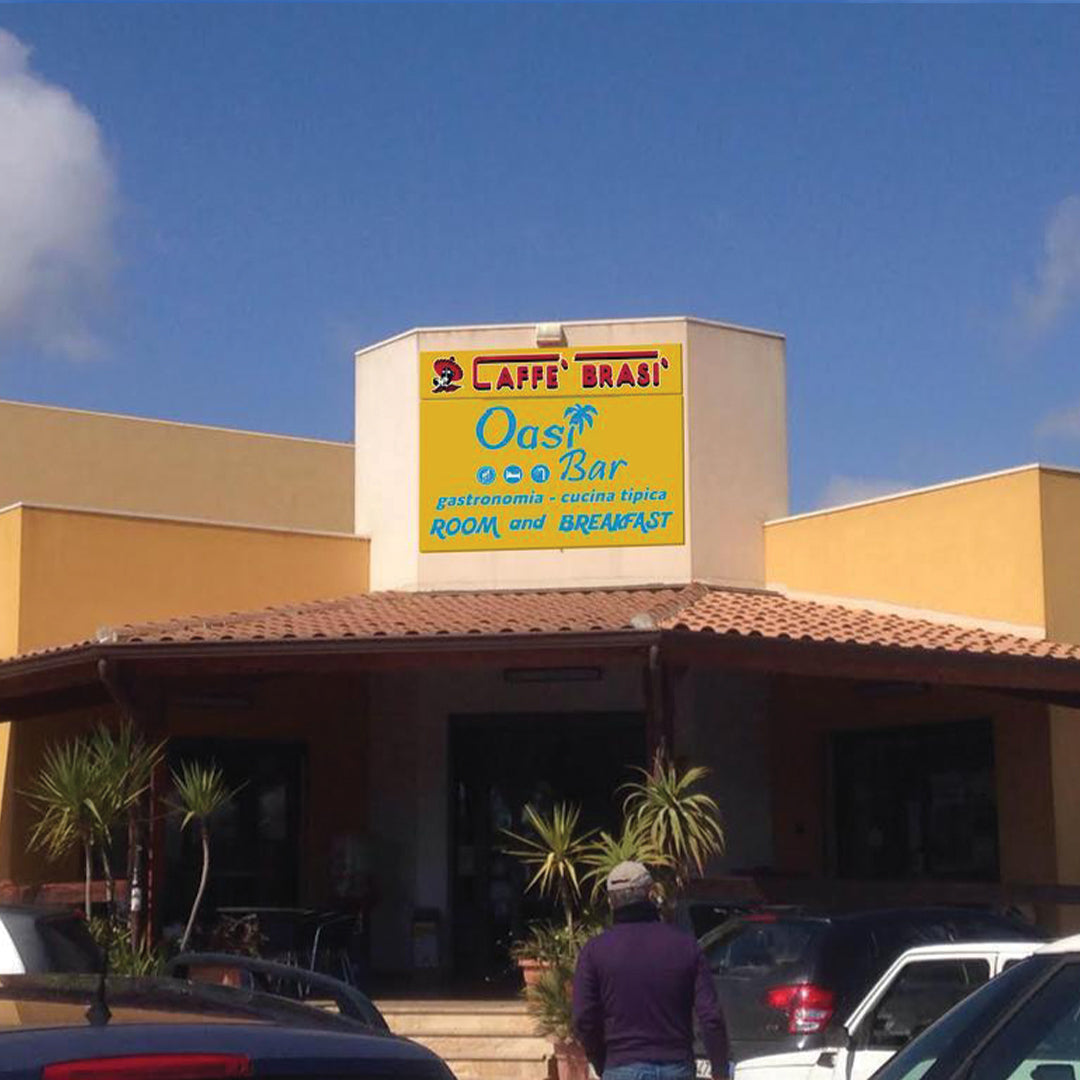 CAFFE' BRASI'
Oasi
Bar
gastronomia - cucina tipica
ROOM and BREAKFAST